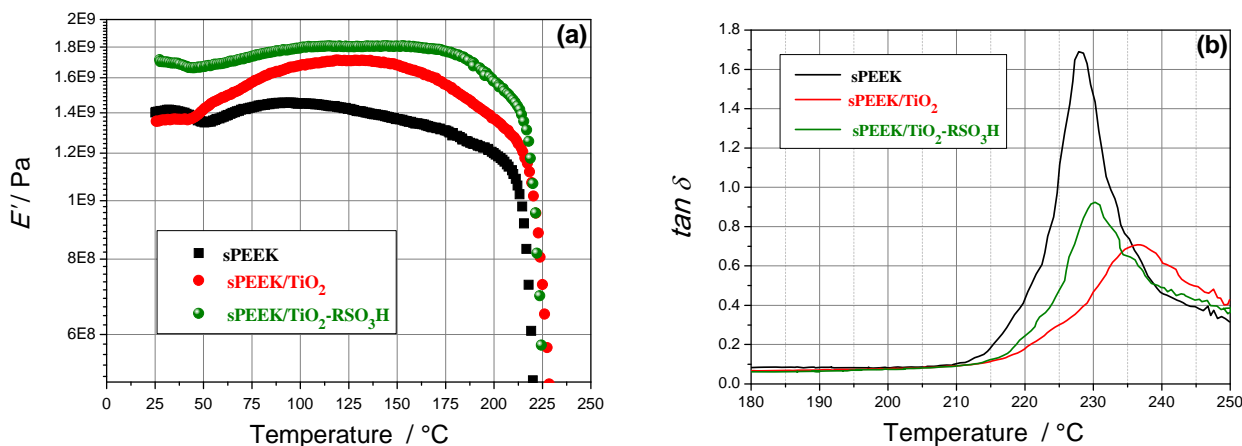 (a)
E'/ Pa
2E9
1.8E9
1.6E9
1.4E9
1.2E9
1E9
8E8
6E8
sPEEK
sPEEK/TiO₂
sPEEK/TiO₂-RSO₃H
0 25 50 75 100 125 150 175 200 225 250
Temperature / °C
(b)
tan δ
1.8
1.6
1.4
1.2
1.0
0.8
0.6
0.4
0.2
0.0
sPEEK
sPEEK/TiO₂
sPEEK/TiO₂-RSO₃H
180 190 200 210 220 230 240 250
Temperature / °C